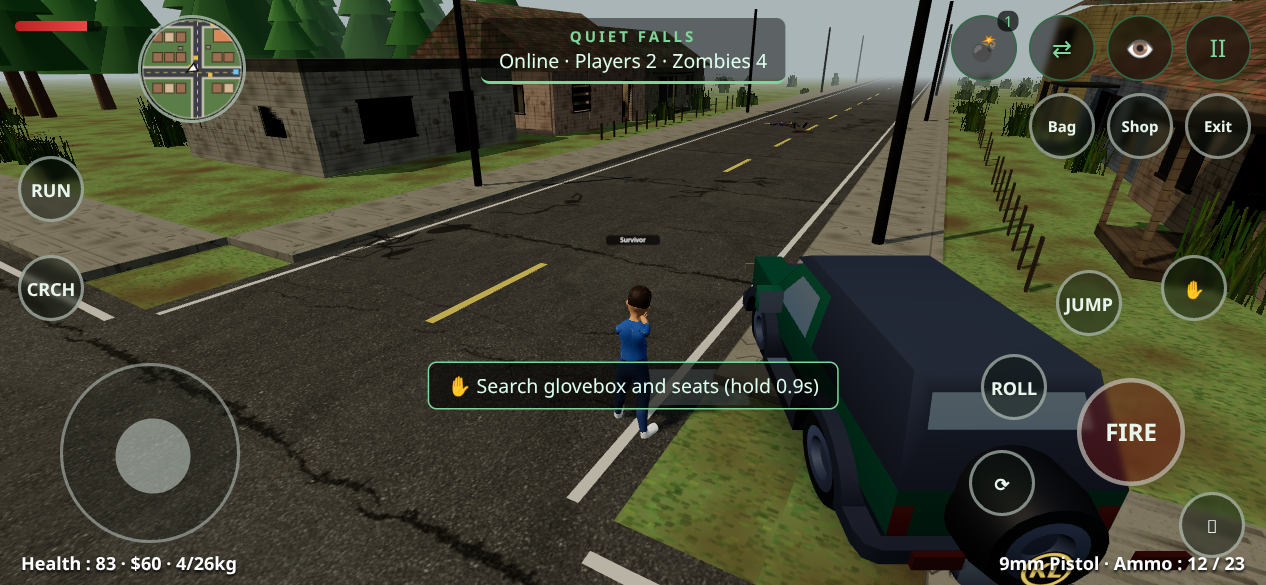 QUIET FALLS
Online · Players 2 · Zombies 4
1
Bag
Shop
Exit
RUN
CRCH
Survivor
JUMP
Search glovebox and seats (hold 0.9s)
ROLL
FIRE
Health : 83 · $60 · 4/26kg
9mm Pistol · Ammo : 12 / 23